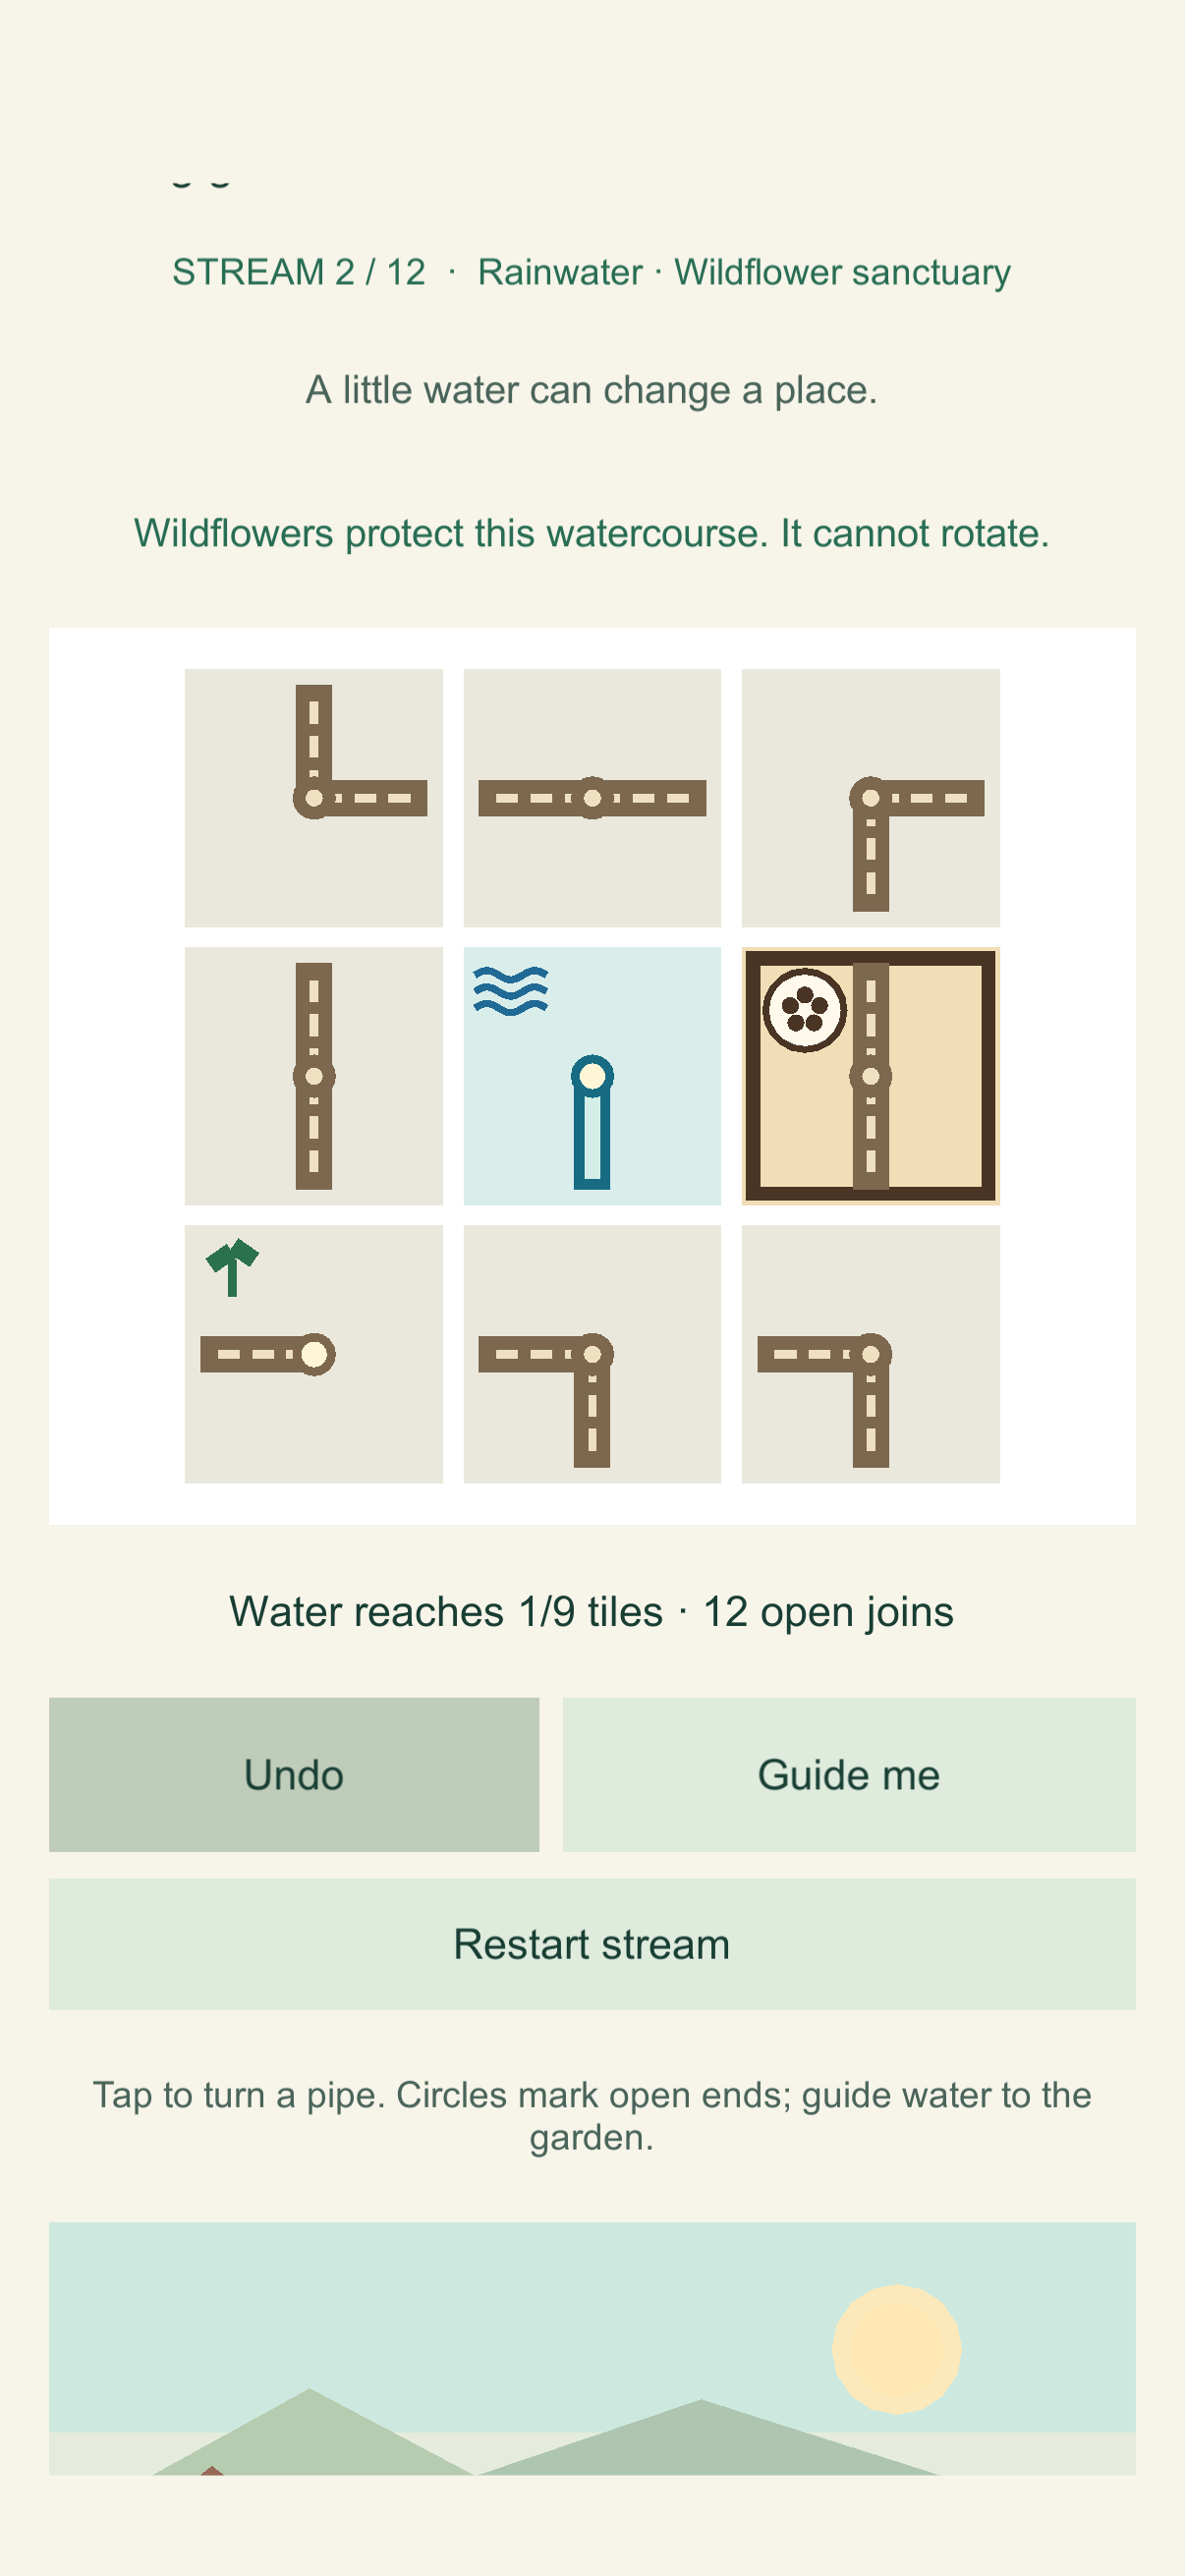 STREAM 2 / 12 · Rainwater · Wildflower sanctuary
A little water can change a place.
Wildflowers protect this watercourse. It cannot rotate.
Water reaches 1/9 tiles · 12 open joins
Undo
Guide me
Restart stream
Tap to turn a pipe. Circles mark open ends; guide water to the
garden.